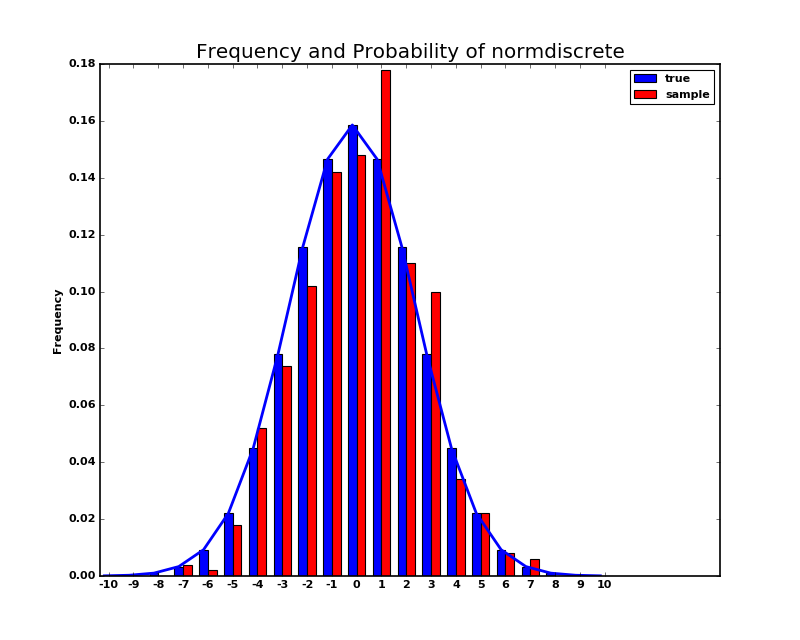 Frequency and Probability of normdiscrete
true
sample
Frequency
0.18
0.16
0.14
0.12
0.10
0.08
0.06
0.04
0.02
0.00
-10 -9 -8 -7 -6 -5 -4 -3 -2 -1 0 1 2 3 4 5 6 7 8 9 10